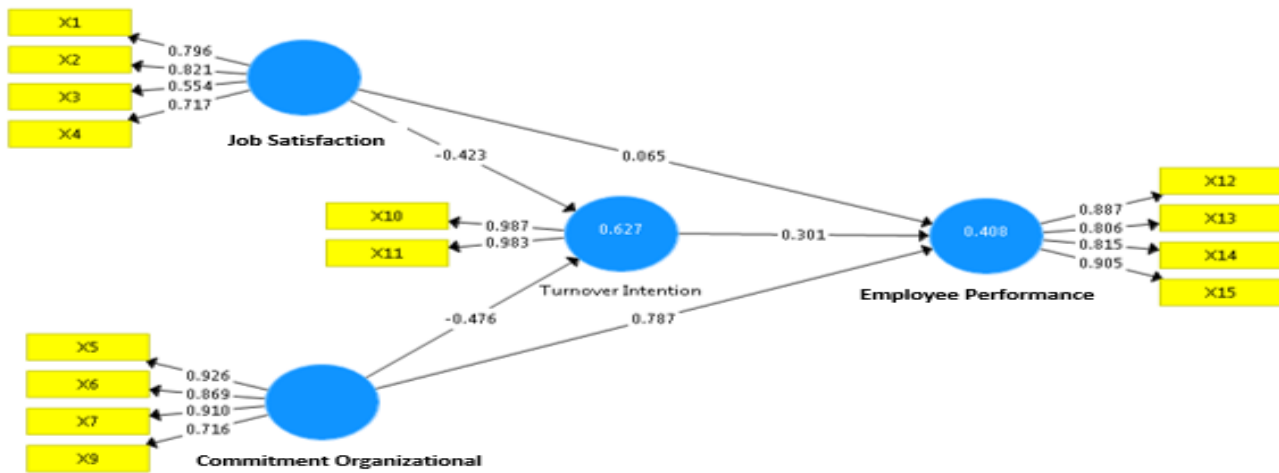 X1
X2
X3
X4
0.796
0.821
0.554
0.717
Job Satisfaction
-0.423
0.065
X10
X11
0.987
0.983
0.627
Turnover Intention
0.301
0.408
Employee Performance
X12
X13
X14
X15
0.887
0.806
0.815
0.905
-0.476
0.787
X5
X6
X7
X9
0.926
0.869
0.910
0.716
Commitment Organizational